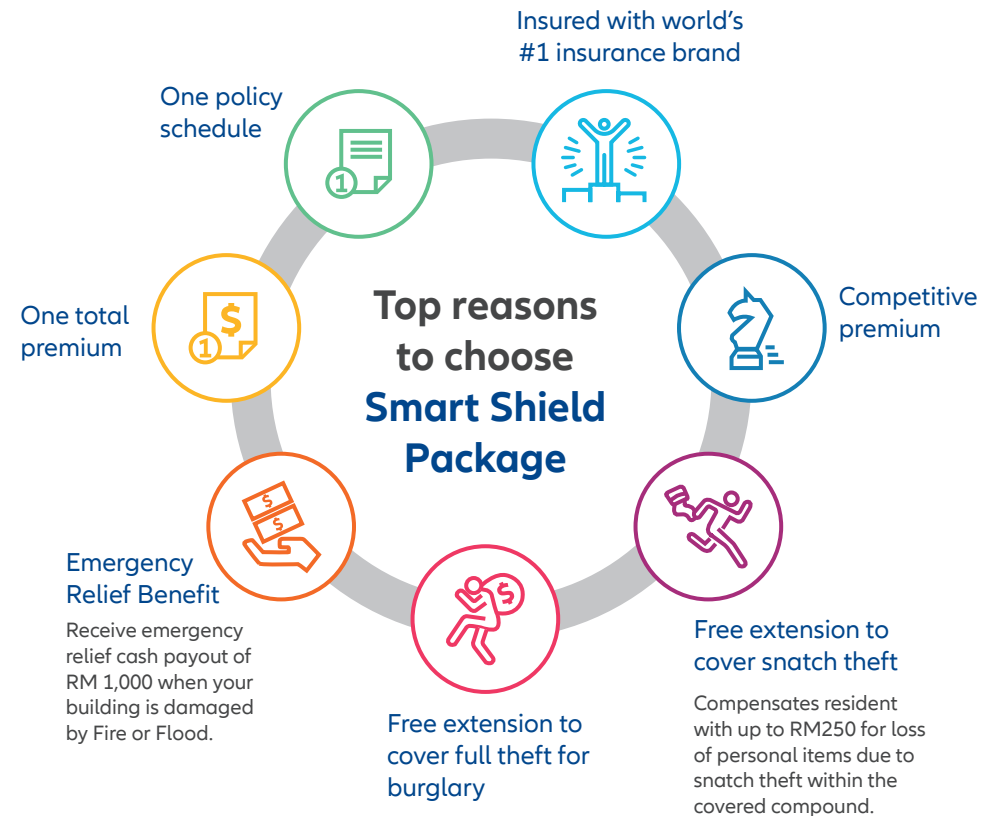 Insured with world's
#1 insurance brand
One policy
schedule
1
Competitive
premium
One total
premium
$
1
Top reasons
to choose
Smart Shield
Package
$
$
Emergency
Relief Benefit
Receive emergency
relief cash payout of
RM 1,000 when your
building is damaged
by Fire or Flood.
$
Free extension to
cover full theft for
burglary
Free extension to
cover snatch theft
Compensates resident
with up to RM250 for loss
of personal items due to
snatch theft within the
covered compound.